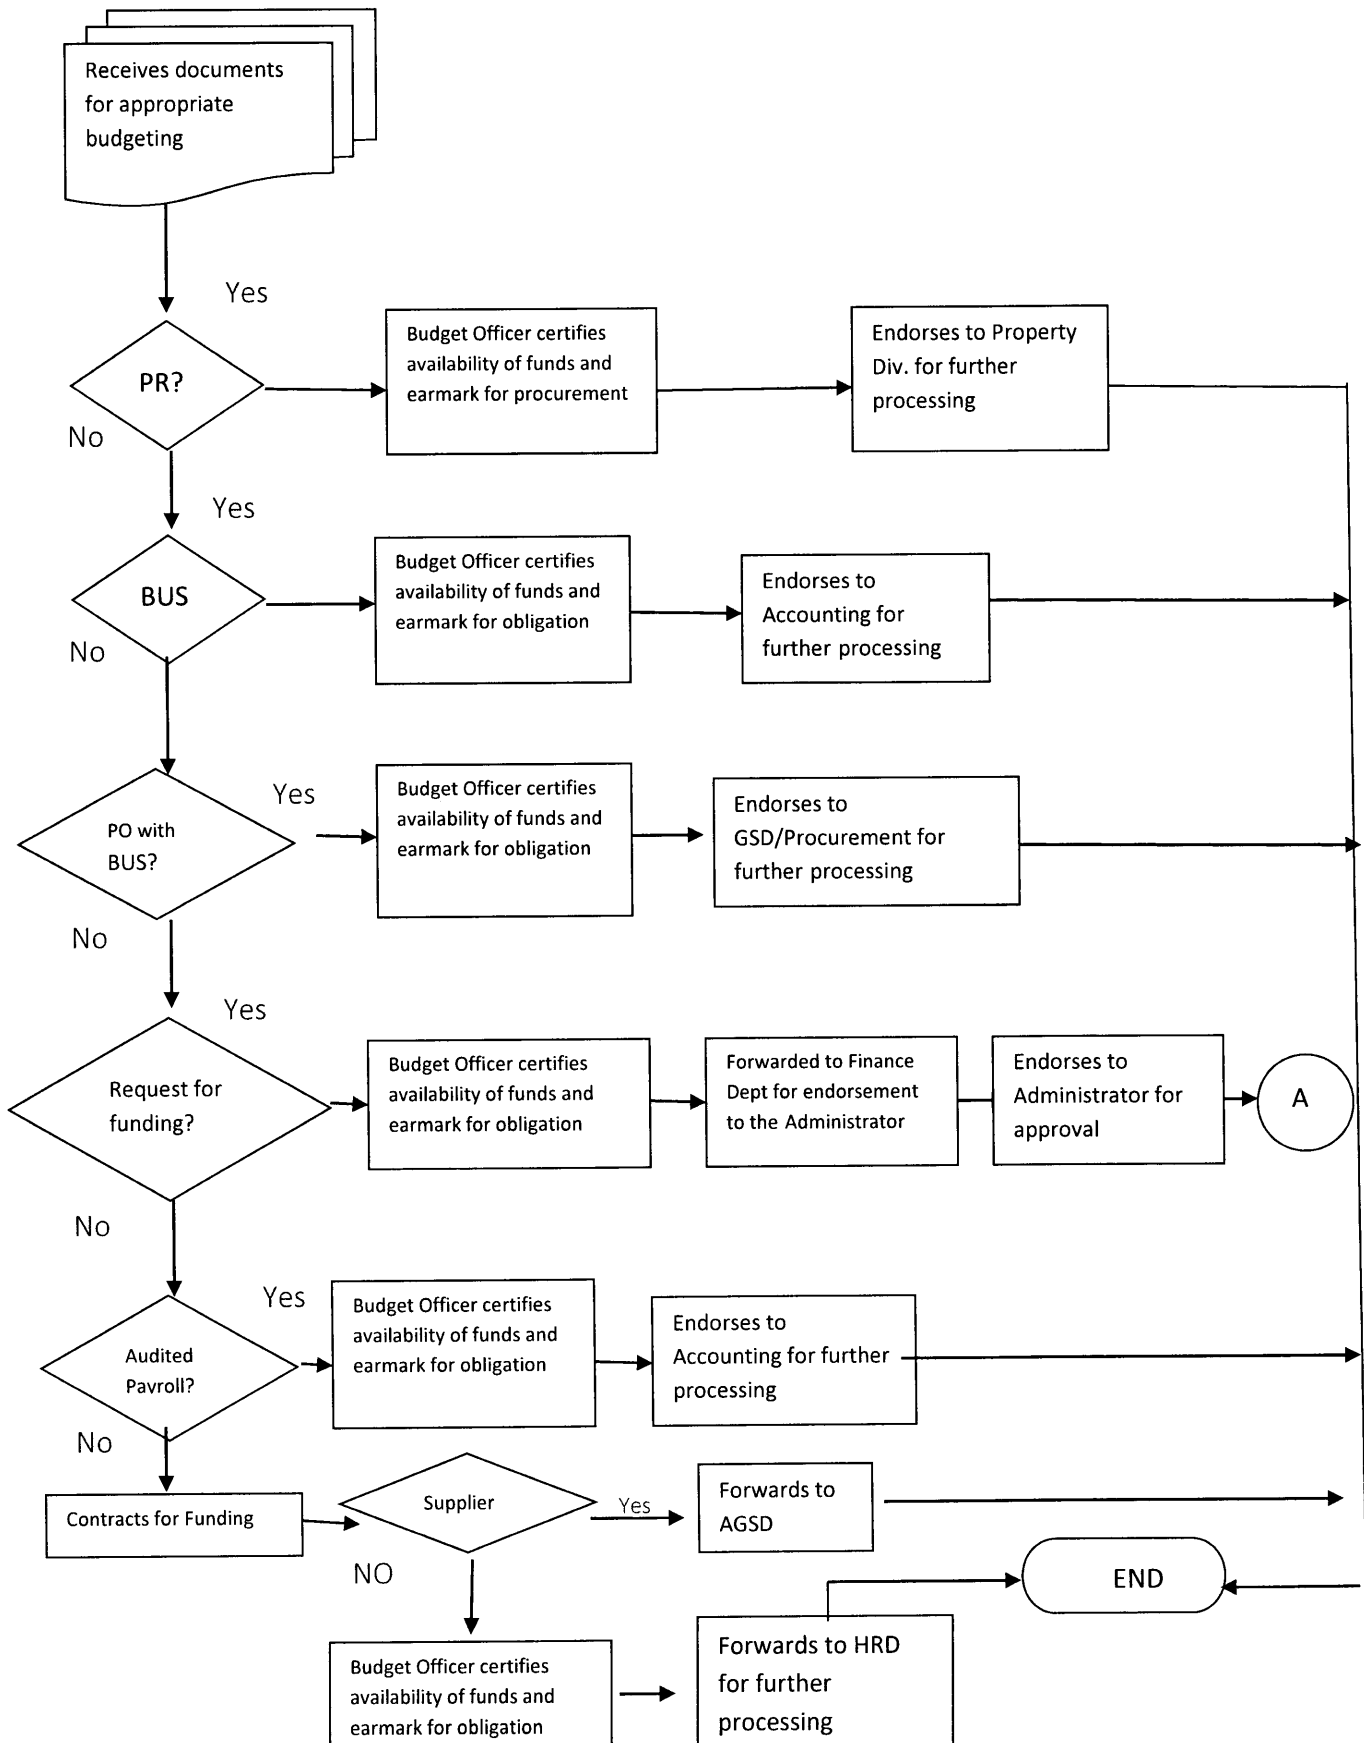 Receives documents
for appropriate
budgeting
Yes
PR?
Budget Officer certifies
availability of funds and
earmark for procurement
Endorses to Property
Div. for further
processing
No
Yes
BUS
Budget Officer certifies
availability of funds and
earmark for obligation
Endorses to
Accounting for
further processing
No
PO with
BUS?
Yes
Budget Officer certifies
availability of funds and
earmark for obligation
Endorses to
GSD/Procurement for
further processing
No
Yes
Request for
funding?
Budget Officer certifies
availability of funds and
earmark for obligation
Forwarded to Finance
Dept for endorsement
to the Administrator
Endorses to
Administrator for
approval
A
No
Yes
Audited
Payroll?
Budget Officer certifies
availability of funds and
earmark for obligation
Endorses to
Accounting for further
processing
No
Contracts for Funding
Supplier
Yes
Forwards to
AGSD
NO
END
Budget Officer certifies
availability of funds and
earmark for obligation
Forwards to HRD
for further
processing